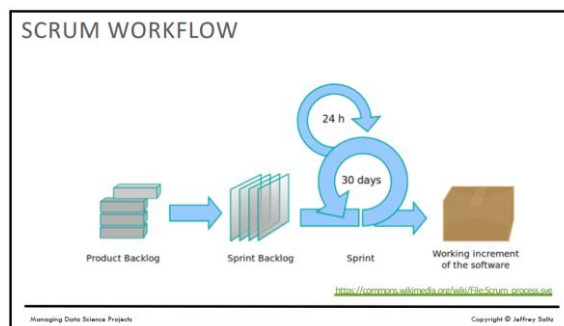 SCRUM WORKFLOW
24 h
30 days
Product Backlog
Sprint Backlog
Sprint
Working increment
of the software
https://commons.wikimedia.org/wiki/File:Scrum_process.svg
Managing Data Science Projects
Copyright © Jeffrey Saltz